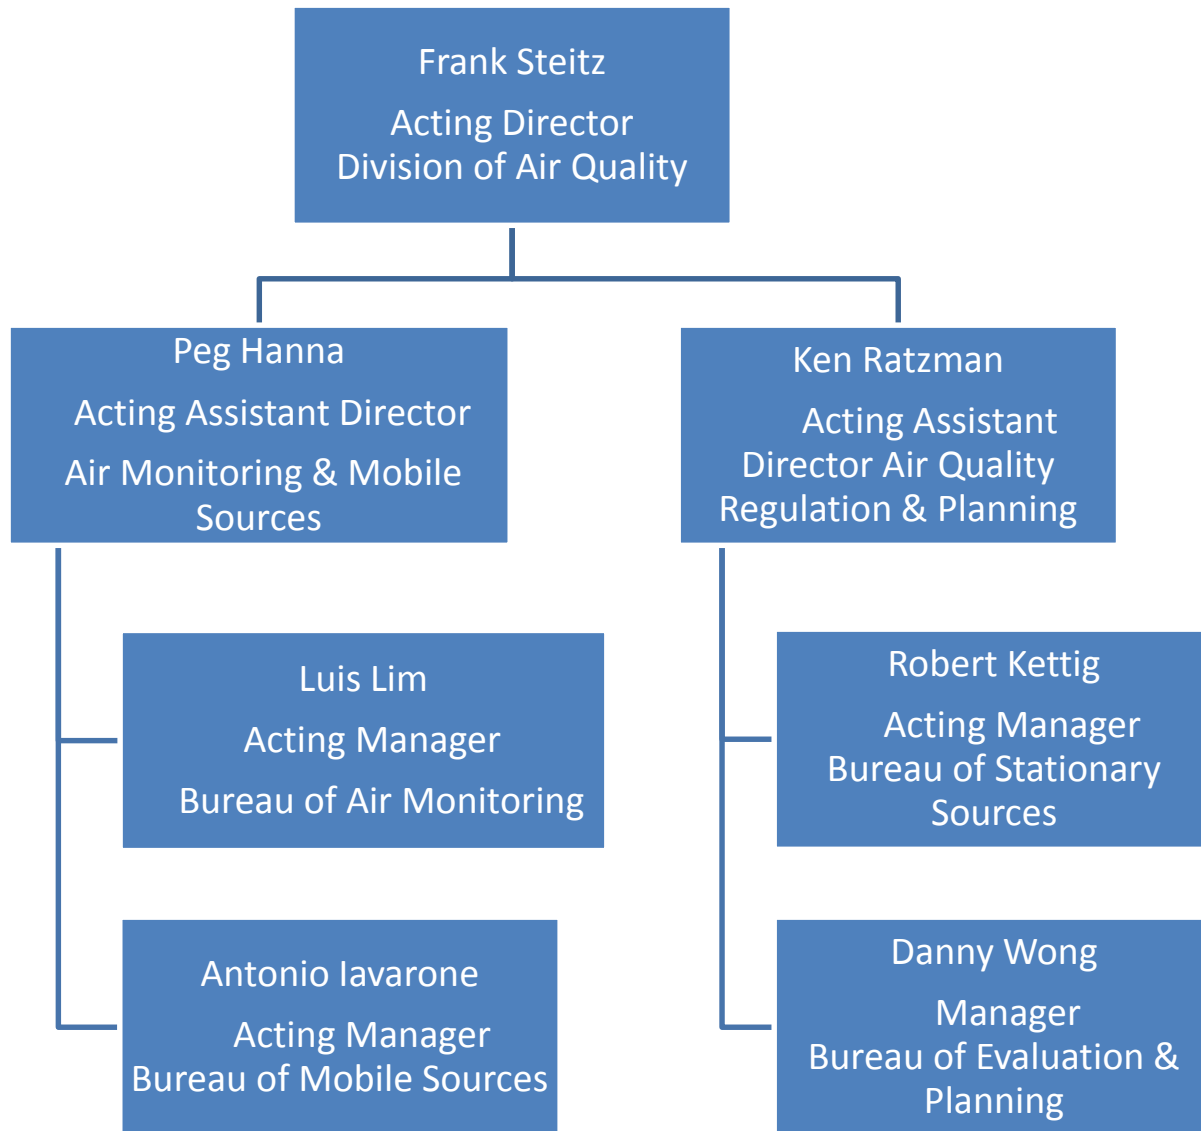 Frank Steitz
Acting Director
Division of Air Quality
Peg Hanna
Acting Assistant Director
Air Monitoring & Mobile
Sources
Luis Lim
Acting Manager
Bureau of Air Monitoring
Antonio Iavarone
Acting Manager
Bureau of Mobile Sources
Ken Ratzman
Acting Assistant
Director Air Quality
Regulation & Planning
Robert Kettig
Acting Manager
Bureau of Stationary
Sources
Danny Wong
Manager
Bureau of Evaluation &
Planning